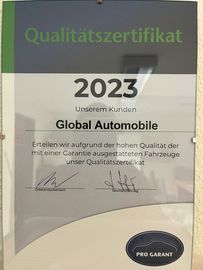 Qualitätszertifikat
2023
Unserem Kunden
Global Automobile
Erteilen wir aufgrund der hohen Qualität der
mit einer Garantie ausgestatteten Fahrzeuge
unser Qualitätszertifikat
PRO GARANT